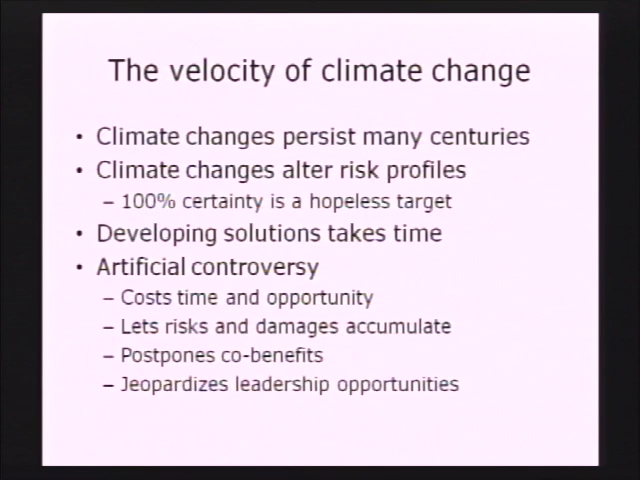 The velocity of climate change
• Climate changes persist many centuries
• Climate changes alter risk profiles
– 100% certainty is a hopeless target
• Developing solutions takes time
• Artificial controversy
– Costs time and opportunity
– Lets risks and damages accumulate
– Postpones co-benefits
– Jeopardizes leadership opportunities